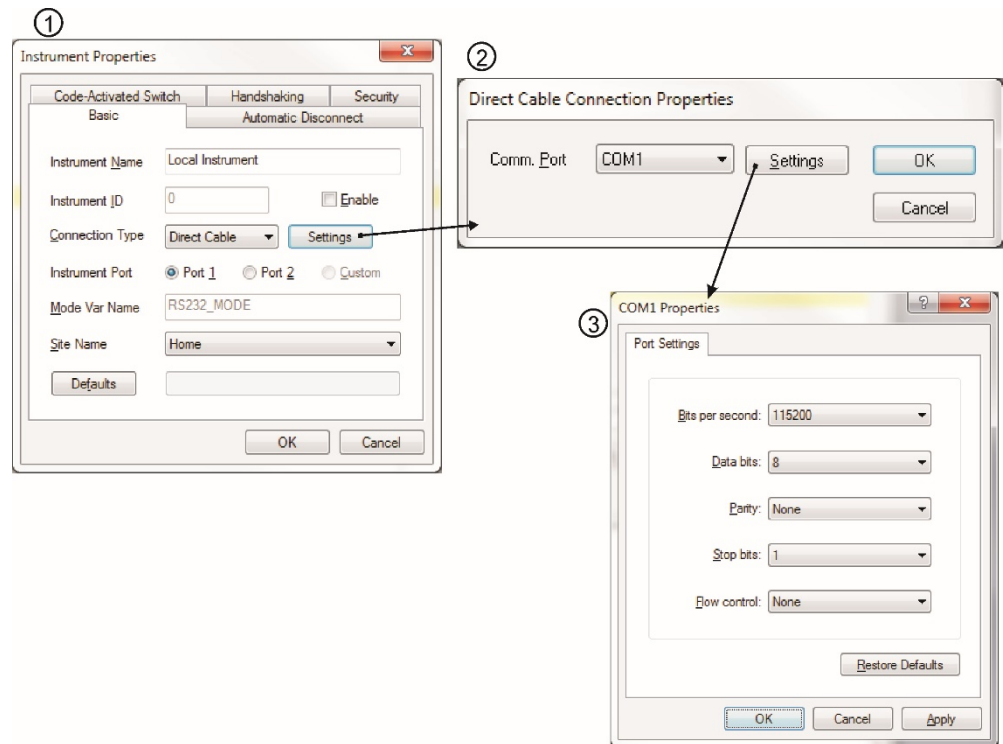 ①
Instrument Properties
Code-Activated Switch Handshaking Security
Basic Automatic Disconnect
Instrument Name Local Instrument
Instrument ID 0 Enable
Connection Type Direct Cable Settings
Instrument Port Port 1 Port 2 Custom
Mode Var Name RS232_MODE
Site Name Home
Defaults
OK Cancel
②
Direct Cable Connection Properties
Comm. Port COM1 Settings OK
Cancel
③
COM1 Properties
Port Settings
Bits per second: 115200
Data bits: 8
Parity: None
Stop bits: 1
Flow control: None
Restore Defaults
OK Cancel Apply